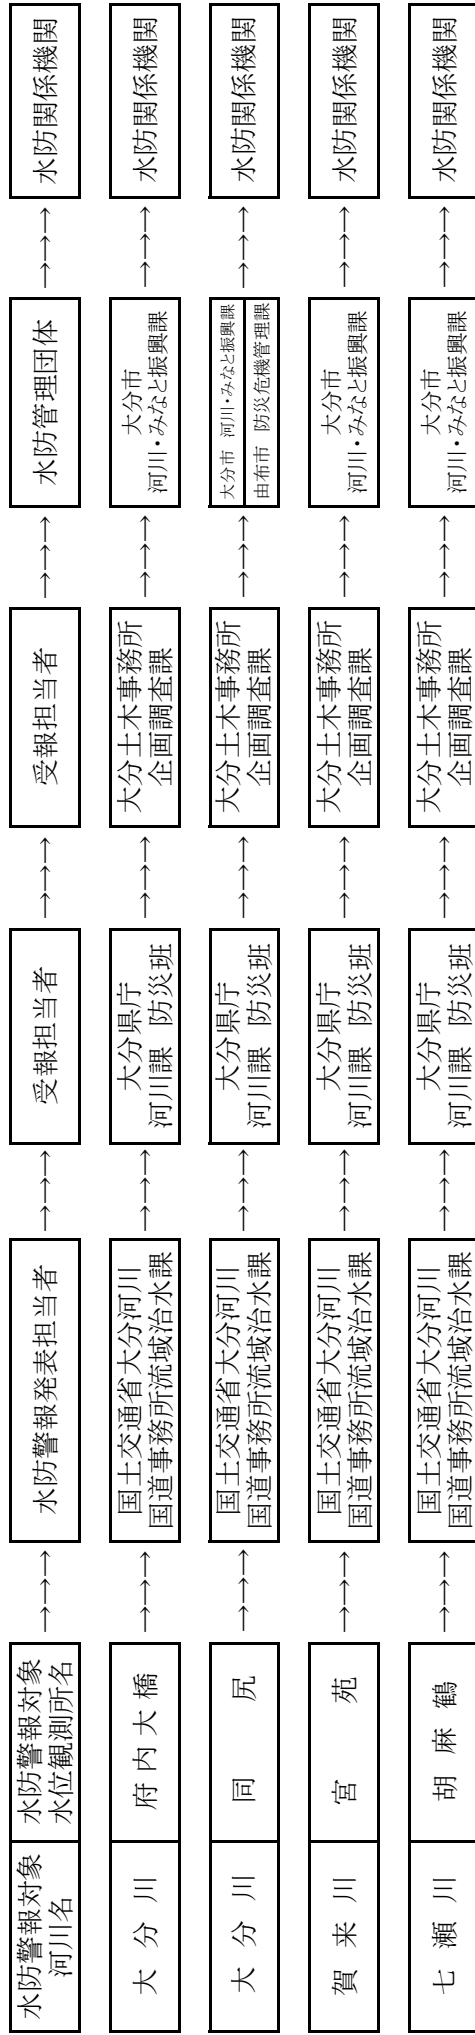 水防警報対象
河川名
水防警報対象
水位観測所名
→→→
水防警報発表担当者
→→→
受報担当者
→→→
受報担当者
→→→
水防管理団体
→→→
水防関係機関
大 分 川
府 内 大 橋
→→→
国土交通省大分河川
国道事務所流域治水課
→→→
大分県庁
河川課 防災班
→→→
大分土木事務所
企画調査課
→→→
大分市
河川・みなと振興課
→→→
水防関係機関
大 分 川
同 尻
→→→
国土交通省大分河川
国道事務所流域治水課
→→→
大分県庁
河川課 防災班
→→→
大分土木事務所
企画調査課
→→→
大分市 河川・みなと振興課
由布市 防災危機管理課
→→→
水防関係機関
賀 来 川
宮 苑
→→→
国土交通省大分河川
国道事務所流域治水課
→→→
大分県庁
河川課 防災班
→→→
大分土木事務所
企画調査課
→→→
大分市
河川・みなと振興課
→→→
水防関係機関
七 瀬 川
胡 麻 鶴
→→→
国土交通省大分河川
国道事務所流域治水課
→→→
大分県庁
河川課 防災班
→→→
大分土木事務所
企画調査課
→→→
大分市
河川・みなと振興課
→→→
水防関係機関